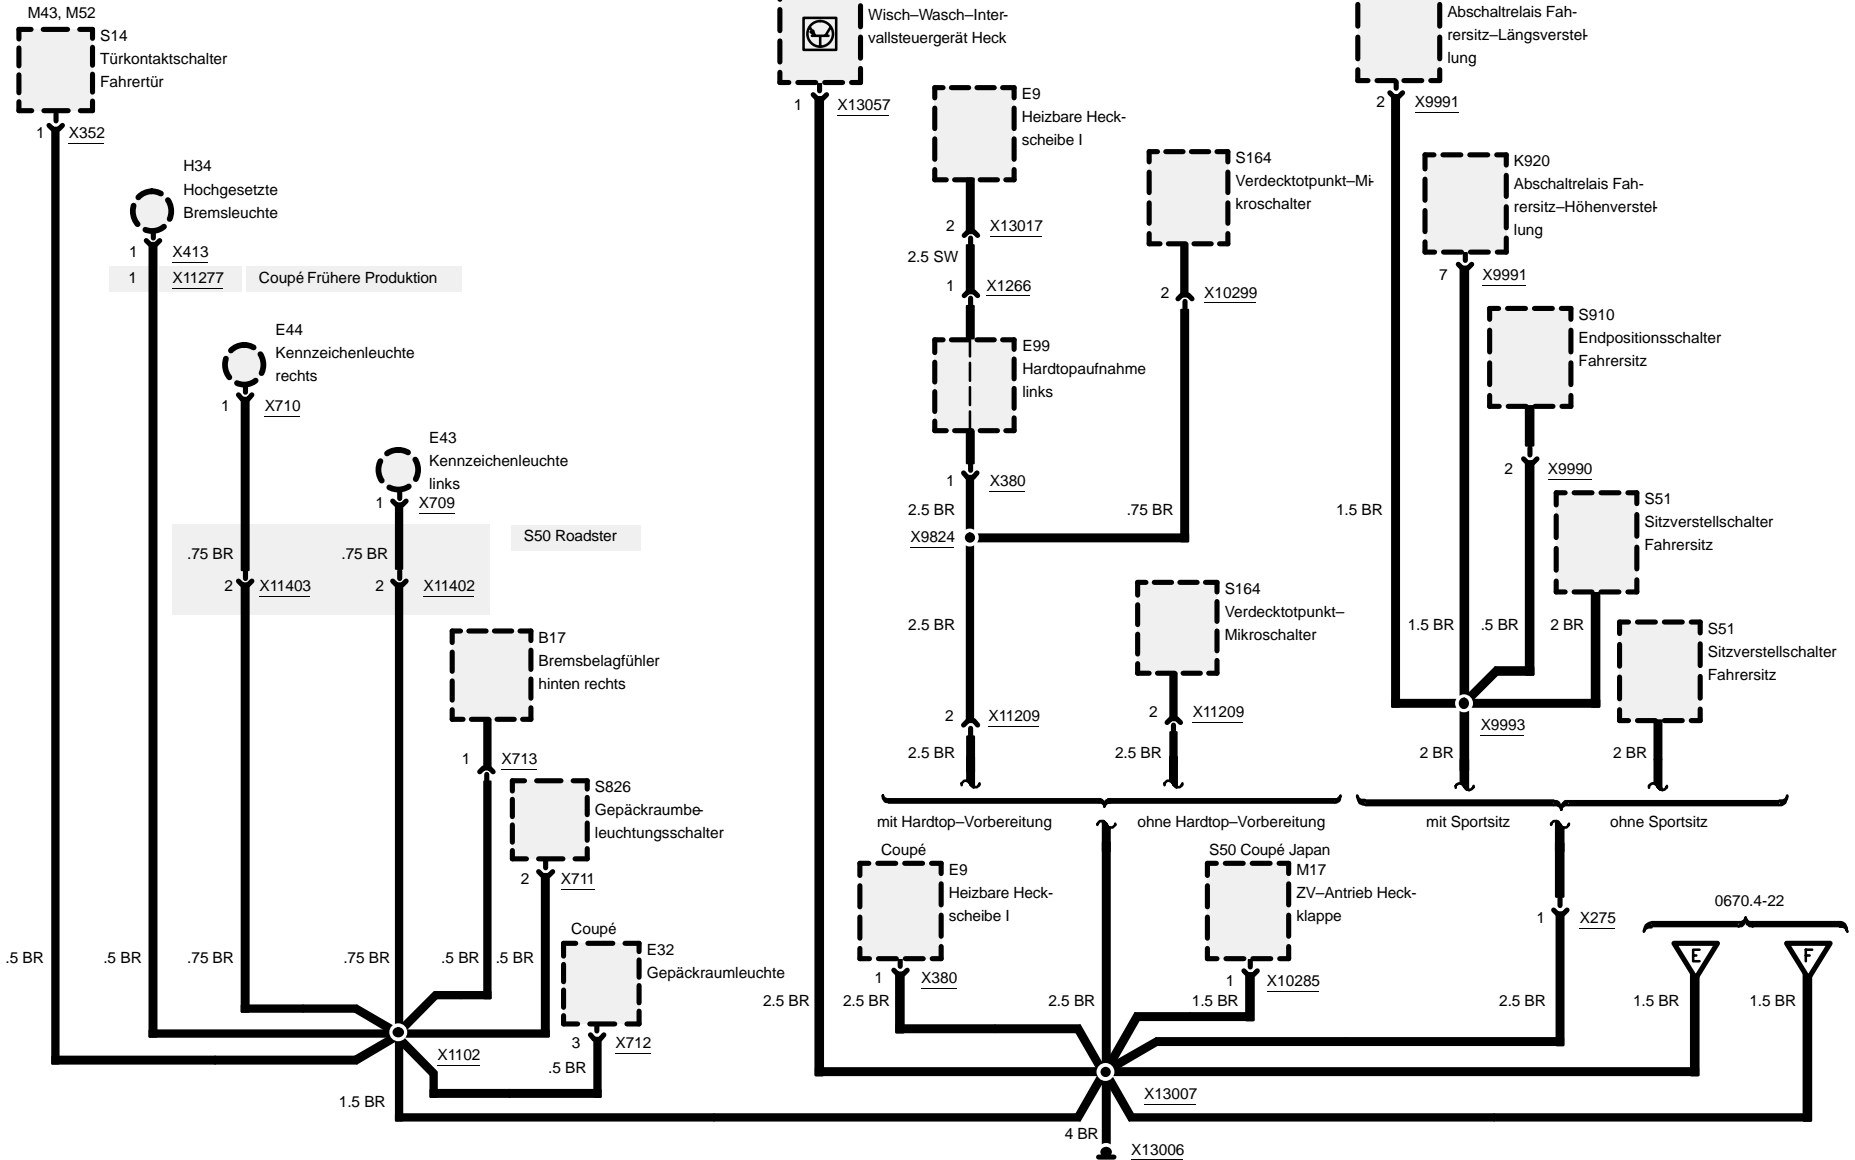 M43, M52
S14
Türkontaktschalter
Fahrertür
1
X352
H34
Hochgesetzte
Bremsleuchte
1
X413
1
X11277
Coupé Frühere Produktion
E44
Kennzeichenleuchte
rechts
1
X710
E43
Kennzeichenleuchte
links
1
X709
S50 Roadster
.75 BR
.75 BR
2
X11403
2
X11402
B17
Bremsbelagfühler
hinten rechts
1
X713
S826
Gepäckraumbe-
leuchtungsschalter
2
X711
Coupé
E32
Gepäckraumleuchte
3
X712
.5 BR
.5 BR
.5 BR
.75 BR
.75 BR
.5 BR
.5 BR
X1102
1.5 BR
Wisch–Wasch–Inter-
vallsteuergerät Heck
1
X13057
E9
Heizbare Heck-
scheibe I
2
X13017
2.5 SW
1
X1266
E99
Hardtopaufnahme
links
1
X380
2.5 BR
X9824
S164
Verdecktotpunkt–Mi-
kroschalter
2
X10299
.75 BR
2.5 BR
S164
Verdecktotpunkt–
Mikroschalter
2
X11209
2
X11209
2.5 BR
2.5 BR
mit Hardtop–Vorbereitung
ohne Hardtop–Vorbereitung
Coupé
E9
Heizbare Heck-
scheibe I
1
X380
S50 Coupé Japan
M17
ZV–Antrieb Heck-
klappe
1
X10285
2.5 BR
2.5 BR
2.5 BR
1.5 BR
2.5 BR
1.5 BR
1.5 BR
X13007
4 BR
X13006
Abschaltrelais Fah-
rersitz–Längsverstel-
lung
2
X9991
K920
Abschaltrelais Fah-
rersitz–Höhenverstel-
lung
7
X9991
S910
Endpositionsschalter
Fahrersitz
2
X9990
1.5 BR
S51
Sitzverstellschalter
Fahrersitz
1.5 BR
.5 BR
2 BR
S51
Sitzverstellschalter
Fahrersitz
X9993
2 BR
2 BR
mit Sportsitz
ohne Sportsitz
1
X275
0670.4-22
E
F